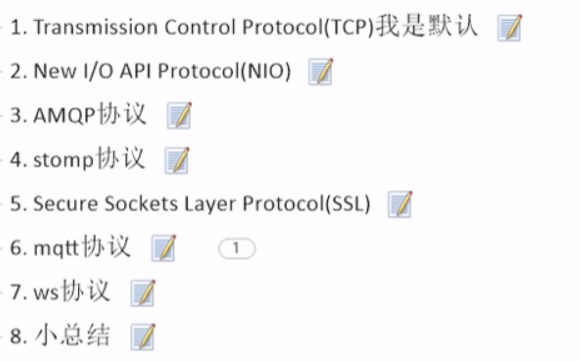 1. Transmission Control Protocol(TCP)我是默认
2. New I/O API Protocol(NIO)
3. AMQP协议
4. stomp协议
5. Secure Sockets Layer Protocol(SSL)
6. mqtt协议 1
7. ws协议
8. 小总结